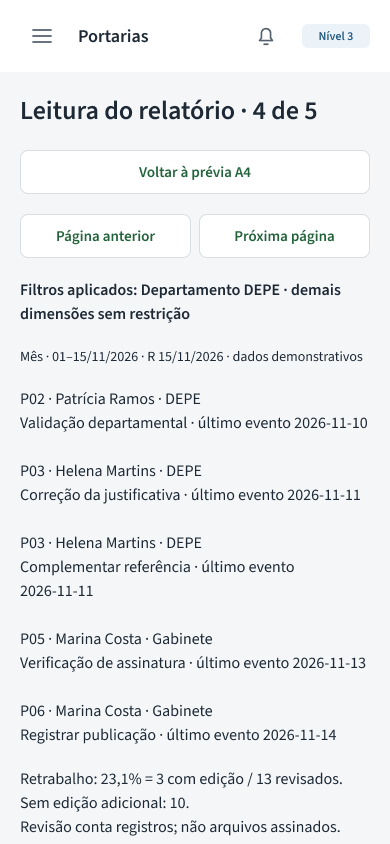 Portarias
Nível 3
Leitura do relatório · 4 de 5
Voltar à prévia A4
Página anterior
Próxima página
Filtros aplicados: Departamento DEPE · demais
dimensões sem restrição
Mês · 01–15/11/2026 · R 15/11/2026 · dados demonstrativos
P02 · Patrícia Ramos · DEPE
Validação departamental · último evento 2026-11-10
P03 · Helena Martins · DEPE
Correção da justificativa · último evento 2026-11-11
P03 · Helena Martins · DEPE
Complementar referência · último evento
2026-11-11
P05 · Marina Costa · Gabinete
Verificação de assinatura · último evento 2026-11-13
P06 · Marina Costa · Gabinete
Registrar publicação · último evento 2026-11-14
Retrabalho: 23,1% = 3 com edição / 13 revisados.
Sem edição adicional: 10.
Revisão conta registros; não arquivos assinados.